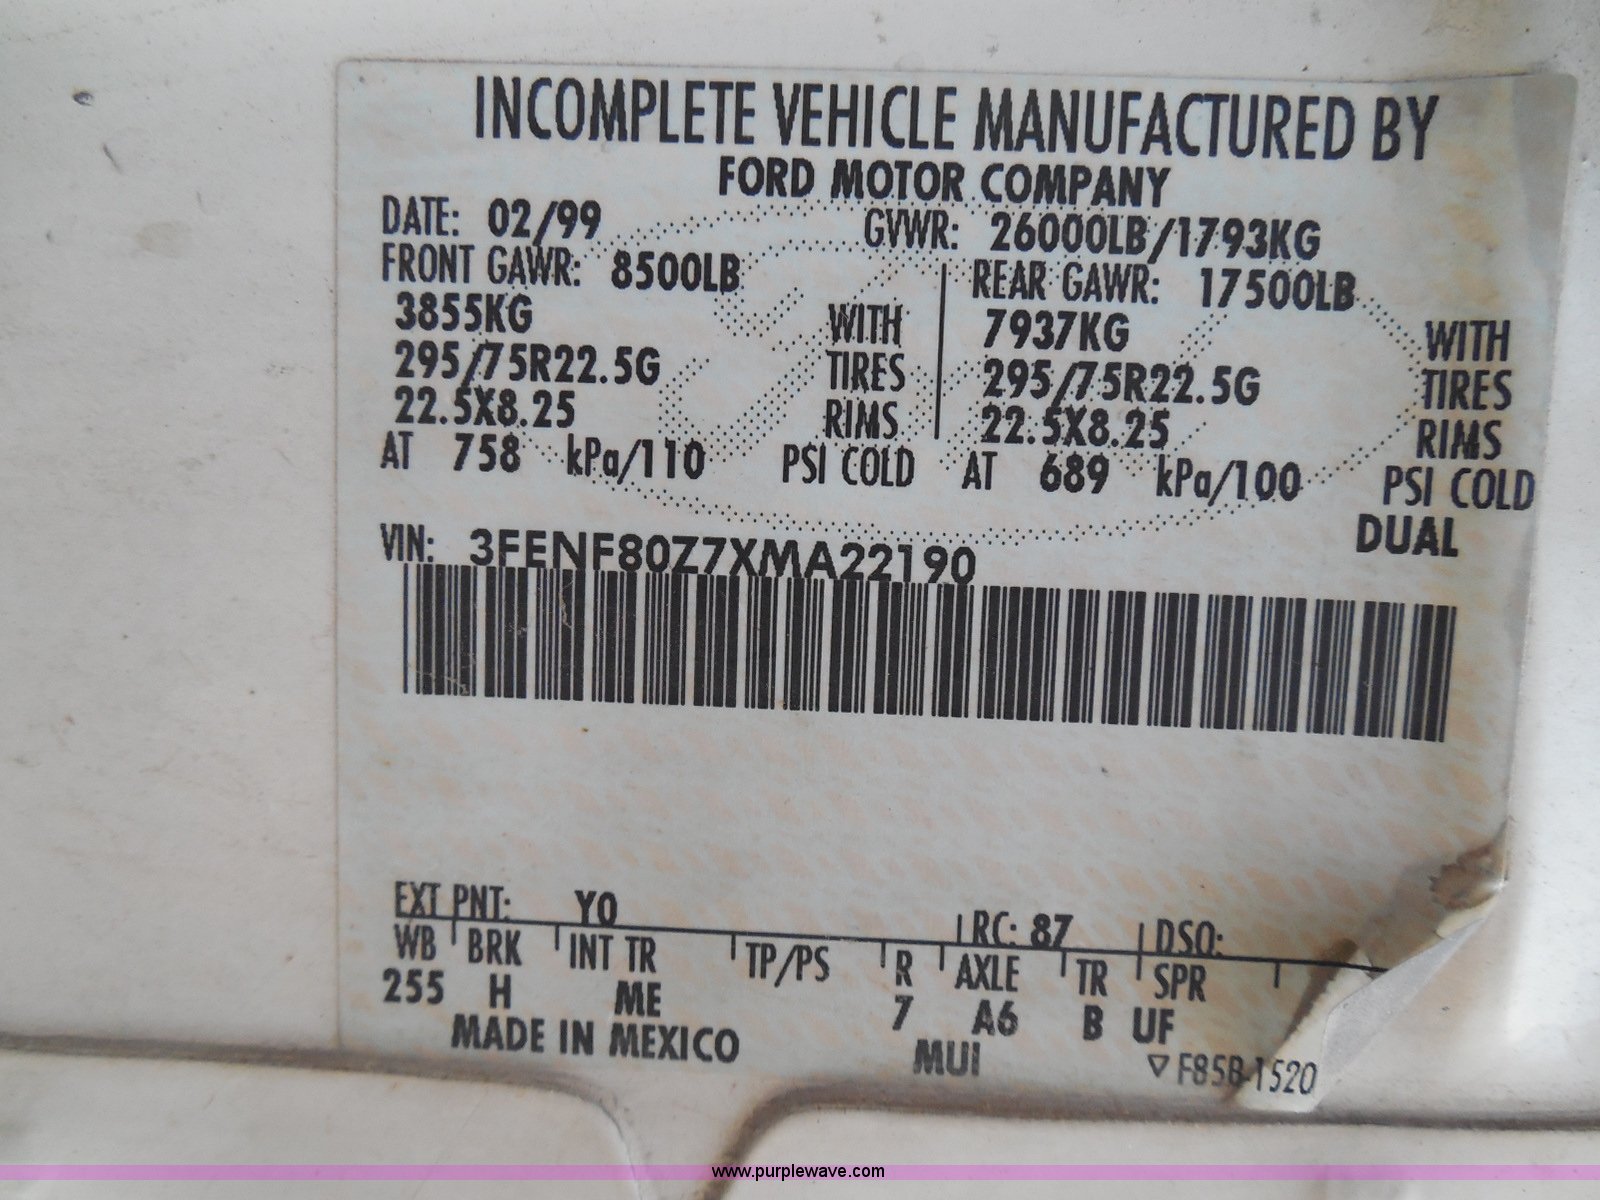 INCOMPLETE VEHICLE MANUFACTURED BY
FORD MOTOR COMPANY
DATE: 02/99 GVWR: 26000LB/1793KG
FRONT GAWR: 8500LB REAR GAWR: 17500LB
3855KG WITH 7937KG WITH
295/75R22.5G TIRES 295/75R22.5G TIRES
22.5X8.25 RIMS 22.5X8.25 RIMS
AT 758 kPa/110 PSI COLD AT 689 kPa/100 PSI COLD
DUAL
VIN: 3FENF80Z7XMA22190
EXT PNT: Y0 RC: 87 DSO:
WB BRK INT TR TP/PS R AXLE TR SPR
255 H ME 7 A6 B UF
MADE IN MEXICO MUI F85B-1520
www.purplewave.com